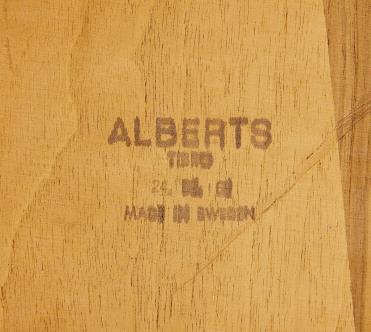 ALBERTS
TIBRO
24.
MADE IN SWEDEN